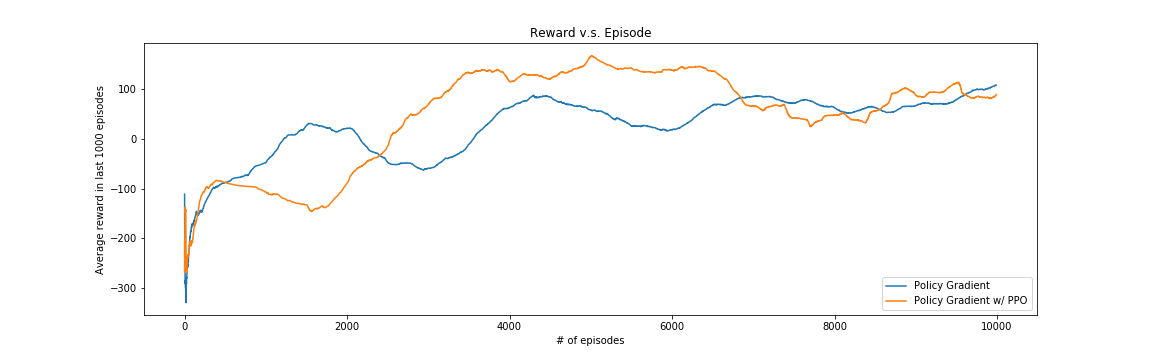 Reward v.s. Episode
Average reward in last 1000 episodes
100
0
−100
−200
−300
0
2000
4000
6000
8000
10000
# of episodes
Policy Gradient
Policy Gradient w/ PPO